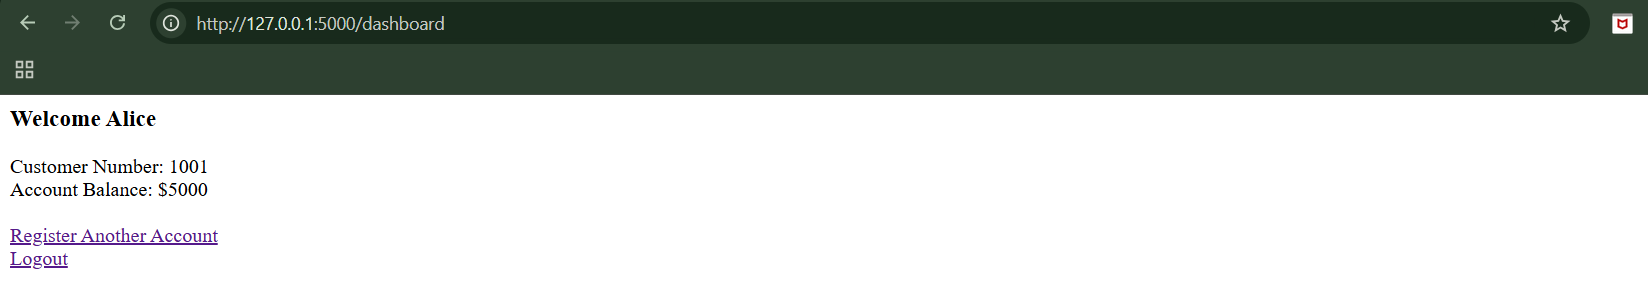 http://127.0.0.1:5000/dashboard
Welcome Alice
Customer Number: 1001
Account Balance: $5000
Register Another Account
Logout